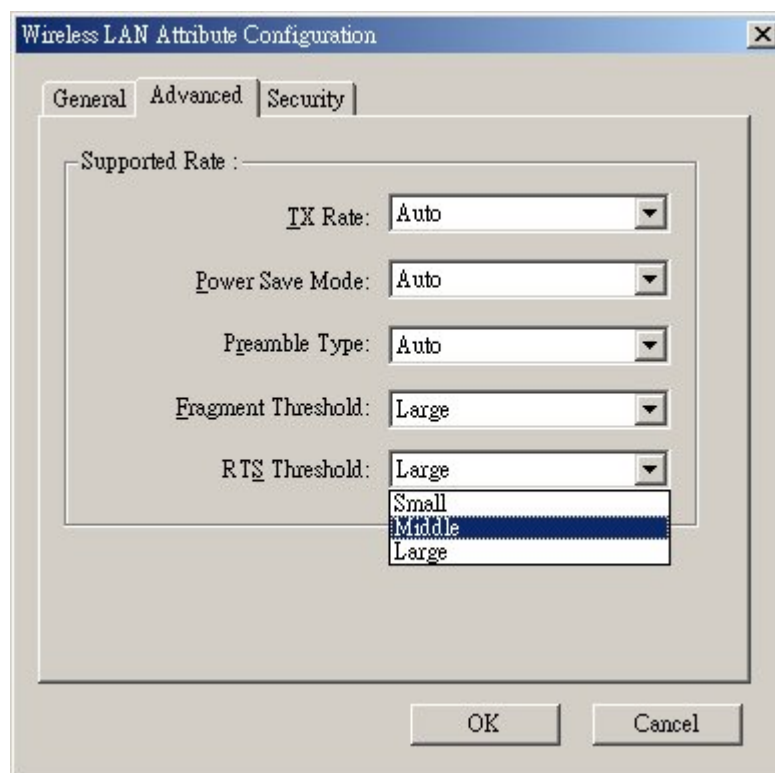 Wireless LAN Attribute Configuration
General Advanced Security
Supported Rate :
TX Rate: Auto
Power Save Mode: Auto
Preamble Type: Auto
Fragment Threshold: Large
RTS Threshold: Large
Small
Middle
Large
OK Cancel